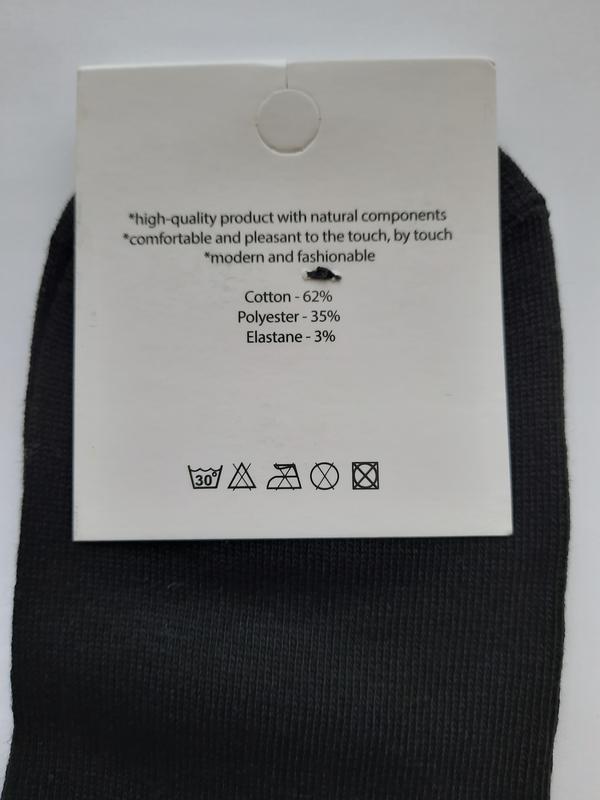 *high-quality product with natural components
*comfortable and pleasant to the touch, by touch
*modern and fashionable
Cotton - 62%
Polyester - 35%
Elastane - 3%
30°